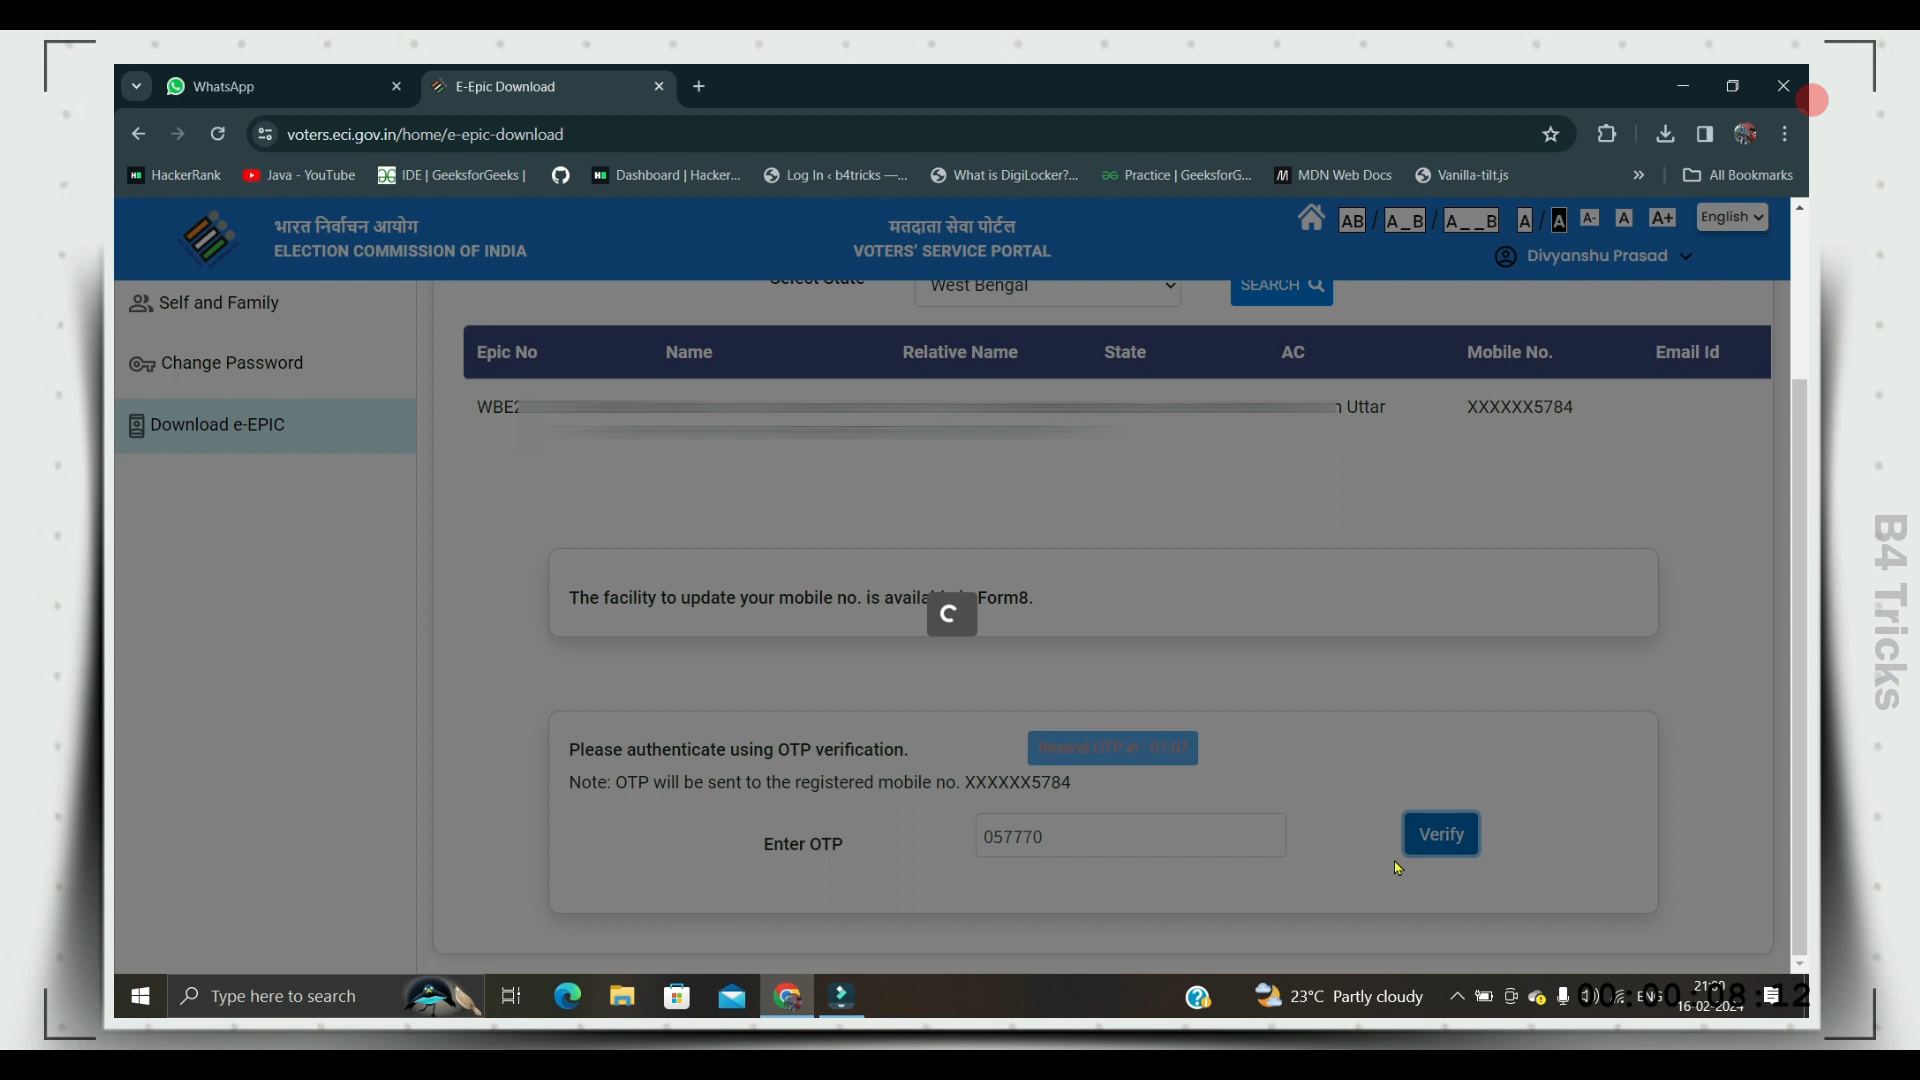 WhatsApp
E-Epic Download
voters.eci.gov.in/home/e-epic-download
HackerRank
Java - YouTube
IDE | GeeksforGeeks |
Dashboard | Hacker...
Log In ‹ b4tricks —...
What is DigiLocker?...
Practice | GeeksforG...
MDN Web Docs
Vanilla-tilt.js
»
All Bookmarks
भारत निर्वाचन आयोग
ELECTION COMMISSION OF INDIA
मतदाता सेवा पोर्टल
VOTERS' SERVICE PORTAL
AB / A_B / A__B A / A A- A A+ English
Divyanshu Prasad
Self and Family
Change Password
Download e-EPIC
West Bengal
SEARCH
Epic No Name Relative Name State AC Mobile No. Email Id
Uttar XXXXXX5784
The facility to update your mobile no. is Form8.
Please authenticate using OTP verification.
Resend OTP in : 01:07
Note: OTP will be sent to the registered mobile no. XXXXXX5784
Enter OTP
057770
Verify
B4 Tricks
Type here to search
23°C Partly cloudy
ENG
16-02-2024